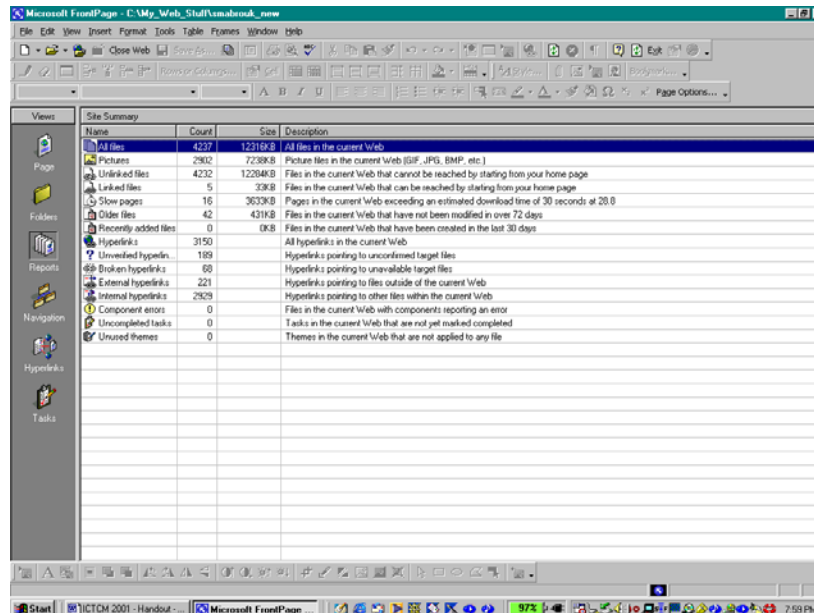 Microsoft FrontPage - C:\My_Web_Stuff\smabrouk_new
File Edit View Insert Format Tools Table Frames Window Help
Close Web Save As... Exit
Rows or Columns... Cell Style... Bookmark...
A B I U Page Options...
Views Site Summary
Name Count Size Description
All files 4237 12316KB All files in the current Web
Pictures 2902 7238KB Picture files in the current Web (GIF, JPG, BMP, etc.)
Unlinked files 4232 12284KB Files in the current Web that cannot be reached by starting from your home page
Linked files 5 33KB Files in the current Web that can be reached by starting from your home page
Slow pages 16 3633KB Pages in the current Web exceeding an estimated download time of 30 seconds at 28.8
Older files 42 431KB Files in the current Web that have not been modified in over 72 days
Recently added files 0 0KB Files in the current Web that have been created in the last 30 days
Hyperlinks 3150 All hyperlinks in the current Web
Unverified hyperlin... 189 Hyperlinks pointing to unconfirmed target files
Broken hyperlinks 68 Hyperlinks pointing to unavailable target files
External hyperlinks 221 Hyperlinks pointing to files outside of the current Web
Internal hyperlinks 2929 Hyperlinks pointing to other files within the current Web
Component errors 0 Files in the current Web with components reporting an error
Uncompleted tasks 0 Tasks in the current Web that are not yet marked completed
Unused themes 0 Themes in the current Web that are not applied to any file
Page
Folders
Reports
Navigation
Hyperlinks
Tasks
Start ICTCM 2001 - Handout -... Microsoft FrontPage ... 97% 7:59 PM